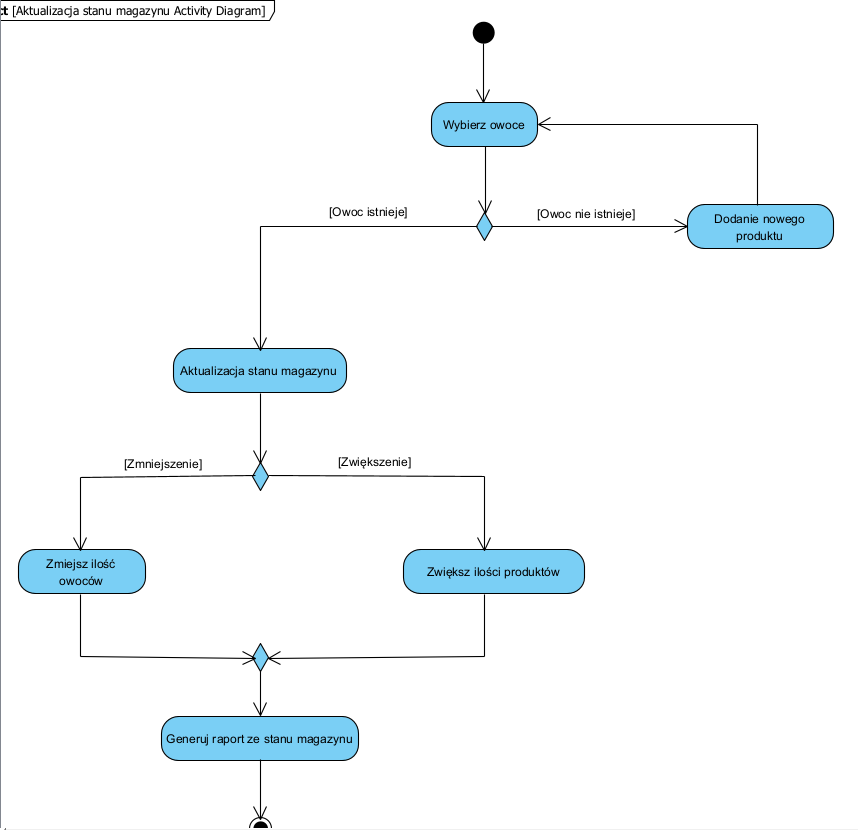 ct [Aktualizacja stanu magazynu Activity Diagram]
Wybierz owoce
[Owoc istnieje]
[Owoc nie istnieje]
Dodanie nowego
produktu
Aktualizacja stanu magazynu
[Zmniejszenie]
[Zwiększenie]
Zmiejsz ilość
owoców
Zwiększ ilości produktów
Generuj raport ze stanu magazynu